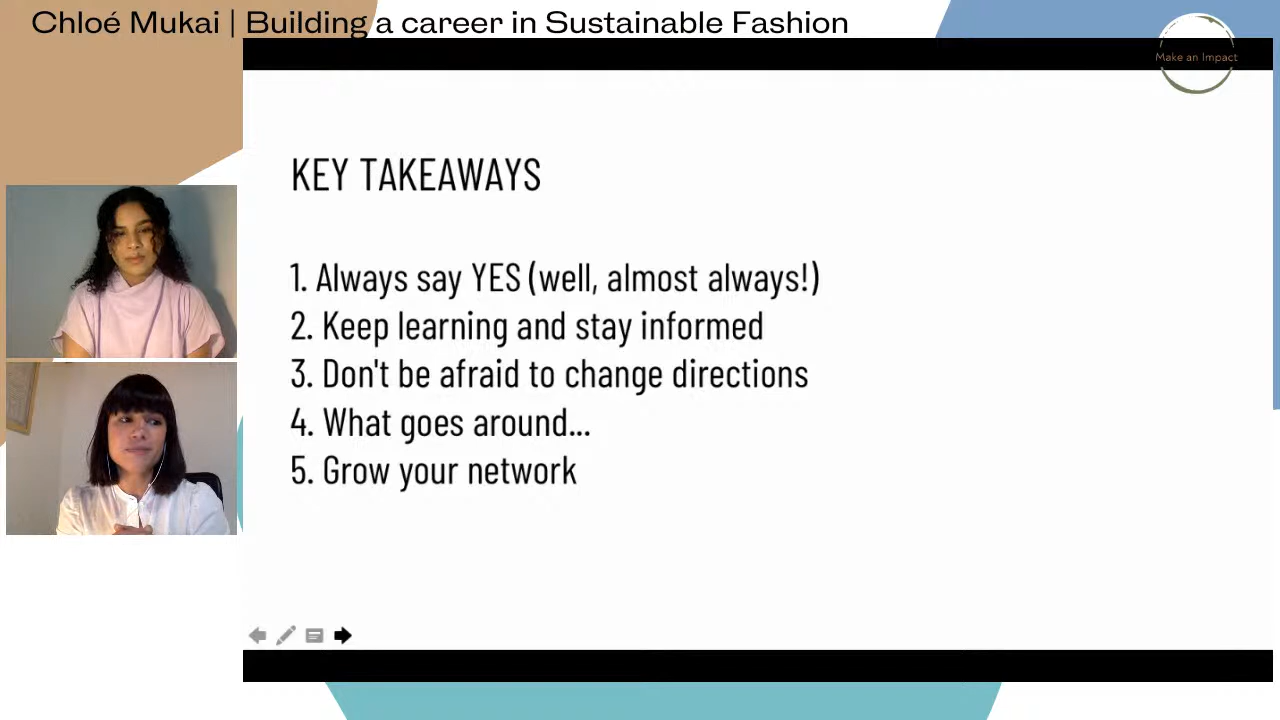 Chloé Mukai | Building a career in Sustainable Fashion
Make an Impact
KEY TAKEAWAYS
1. Always say YES (well, almost always!)
2. Keep learning and stay informed
3. Don't be afraid to change directions
4. What goes around...
5. Grow your network